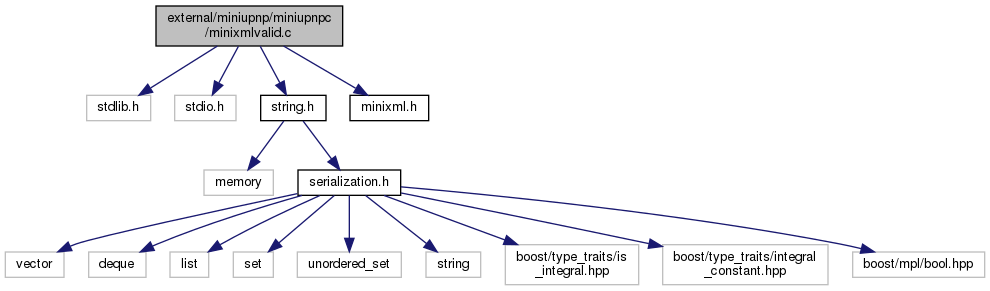 external/miniupnp/miniupnpc
/minixmlvalid.c
stdlib.h
stdio.h
string.h
minixml.h
memory
serialization.h
vector
deque
list
set
unordered_set
string
boost/type_traits/is
_integral.hpp
boost/type_traits/integral
_constant.hpp
boost/mpl/bool.hpp